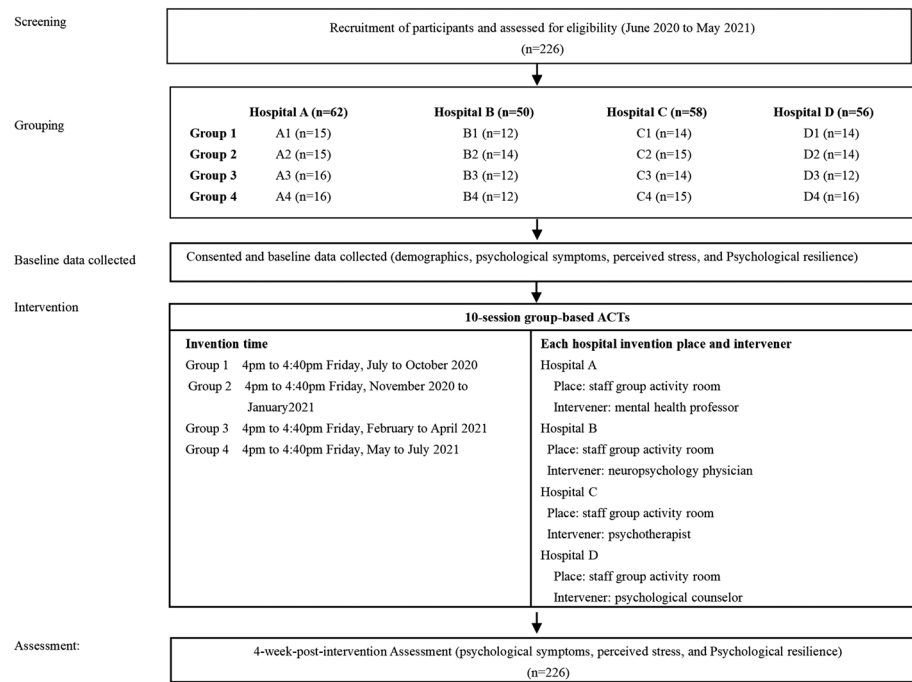 Screening
Recruitment of participants and assessed for eligibility (June 2020 to May 2021)
(n=226)
Grouping
Hospital A (n=62) Hospital B (n=50) Hospital C (n=58) Hospital D (n=56)
Group 1 A1 (n=15) B1 (n=12) C1 (n=14) D1 (n=14)
Group 2 A2 (n=15) B2 (n=14) C2 (n=15) D2 (n=14)
Group 3 A3 (n=16) B3 (n=12) C3 (n=14) D3 (n=12)
Group 4 A4 (n=16) B4 (n=12) C4 (n=15) D4 (n=16)
Baseline data collected
Consented and baseline data collected (demographics, psychological symptoms, perceived stress, and Psychological resilience)
Intervention
10-session group-based ACTs
Invention time
Group 1 4pm to 4:40pm Friday, July to October 2020
Group 2 4pm to 4:40pm Friday, November 2020 to
January2021
Group 3 4pm to 4:40pm Friday, February to April 2021
Group 4 4pm to 4:40pm Friday, May to July 2021
Each hospital invention place and intervener
Hospital A
Place: staff group activity room
Intervener: mental health professor
Hospital B
Place: staff group activity room
Intervener: neuropsychology physician
Hospital C
Place: staff group activity room
Intervener: psychotherapist
Hospital D
Place: staff group activity room
Intervener: psychological counselor
Assessment:
4-week-post-intervention Assessment (psychological symptoms, perceived stress, and Psychological resilience)
(n=226)